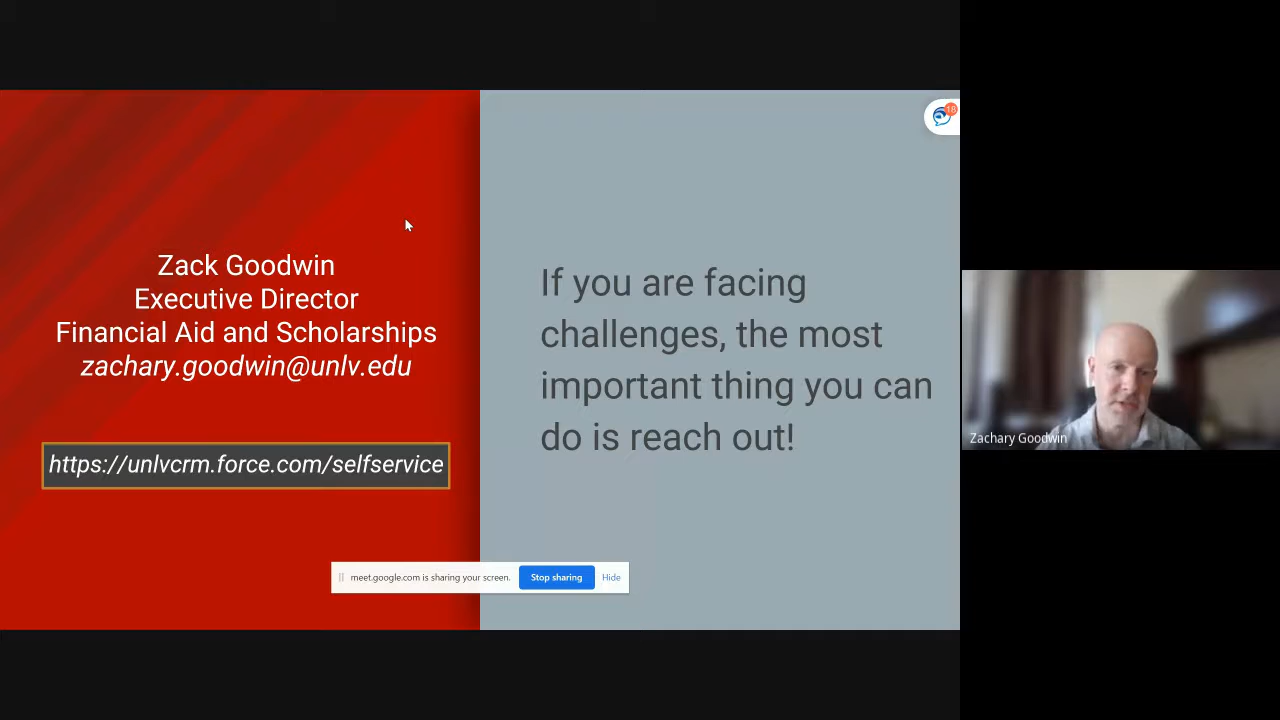 Zack Goodwin
Executive Director
Financial Aid and Scholarships
zachary.goodwin@unlv.edu
https://unlvcrm.force.com/selfservice
If you are facing
challenges, the most
important thing you can
do is reach out!
18
meet.google.com is sharing your screen. Stop sharing Hide
Zachary Goodwin